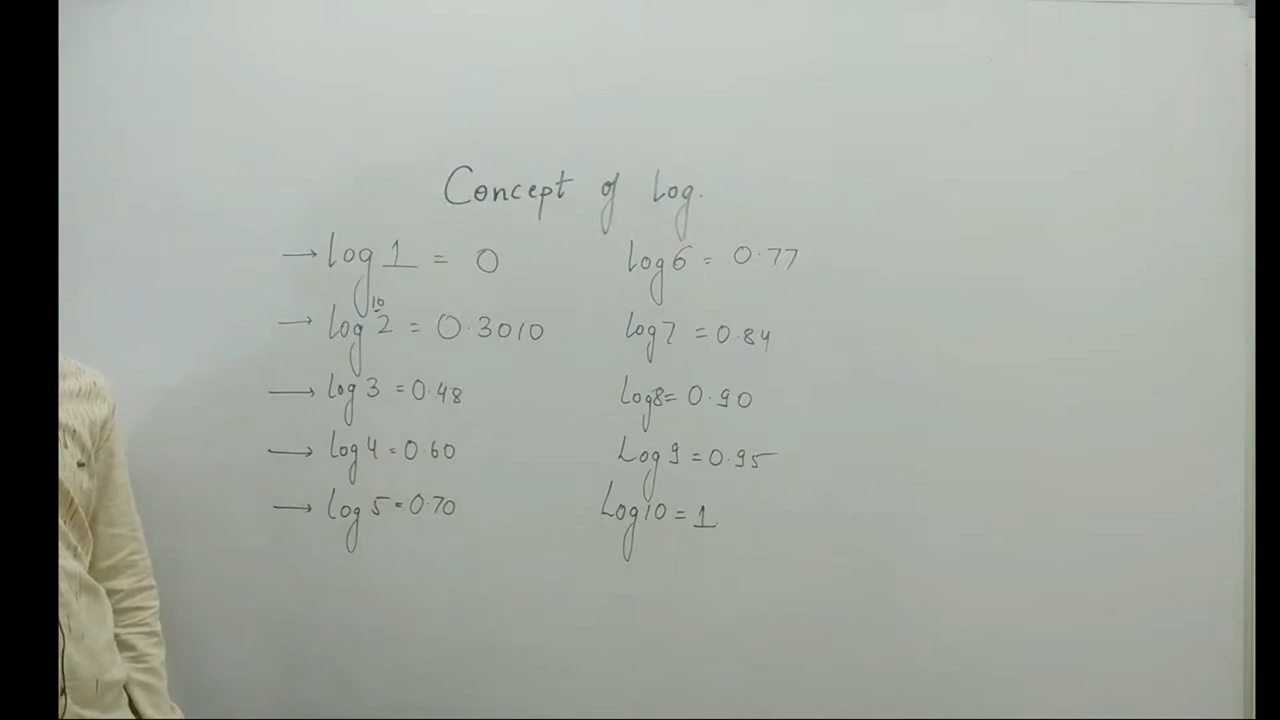 Concept of log.
→ log 1 = 0
→ log 2 = 0.3010
10
→ log 3 = 0.48
→ log 4 = 0.60
→ log 5 = 0.70
log 6 = 0.77
log 7 = 0.84
Log 8 = 0.90
Log 9 = 0.95
Log 10 = 1